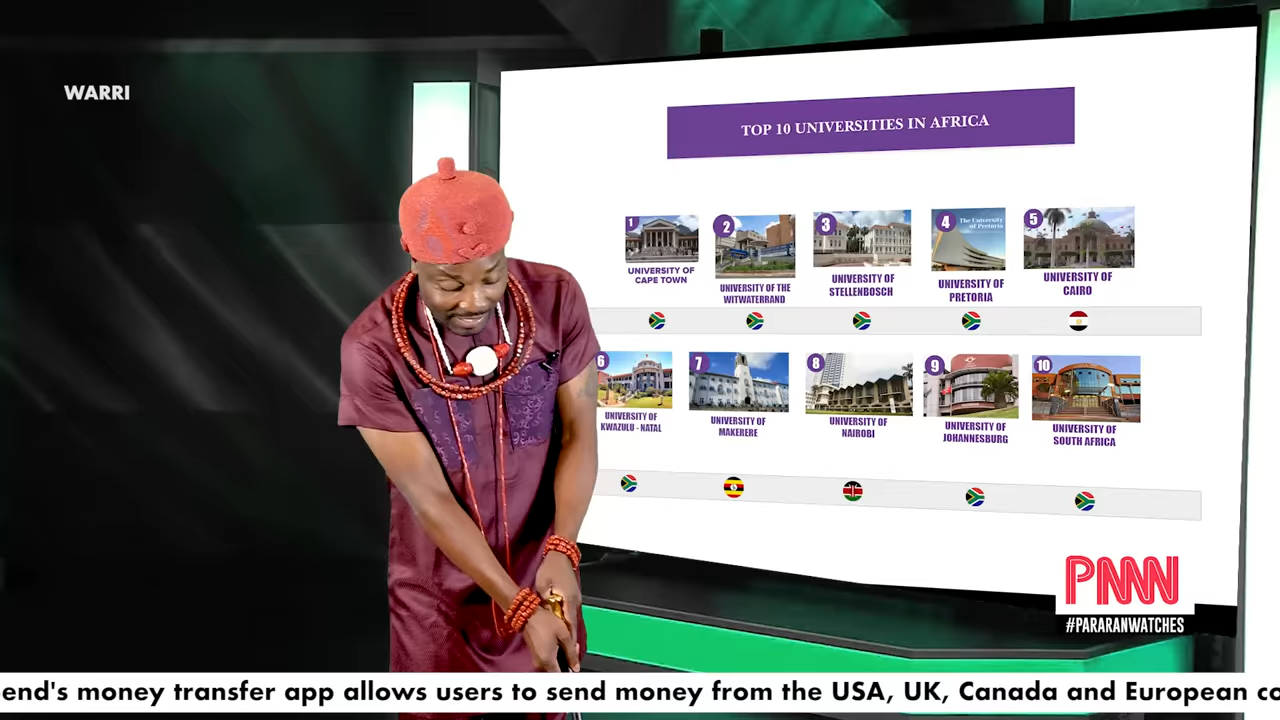 WARRI
TOP 10 UNIVERSITIES IN AFRICA
1
UNIVERSITY OF
CAPE TOWN
2
UNIVERSITY OF THE
WITWATERRAND
3
UNIVERSITY OF
STELLENBOSCH
4
The University
of Pretoria
UNIVERSITY OF
PRETORIA
5
UNIVERSITY OF
CAIRO
6
UNIVERSITY OF
KWAZULU - NATAL
7
UNIVERSITY OF
MAKERERE
8
UNIVERSITY OF
NAIROBI
9
UNIVERSITY OF
JOHANNESBURG
10
UNIVERSITY OF
SOUTH AFRICA
PNNN
#PARARANWATCHES
end's money transfer app allows users to send money from the USA, UK, Canada and European co